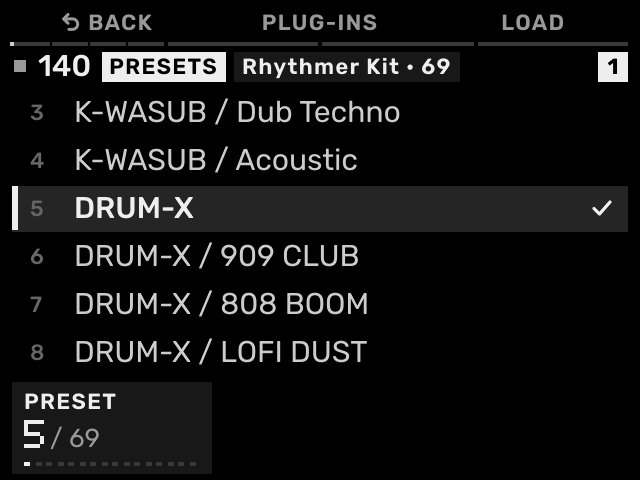 BACK PLUG-INS LOAD
140 PRESETS Rhythmer Kit • 69 1
3 K-WASUB / Dub Techno
4 K-WASUB / Acoustic
5 DRUM-X
6 DRUM-X / 909 CLUB
7 DRUM-X / 808 BOOM
8 DRUM-X / LOFI DUST
PRESET
5 / 69